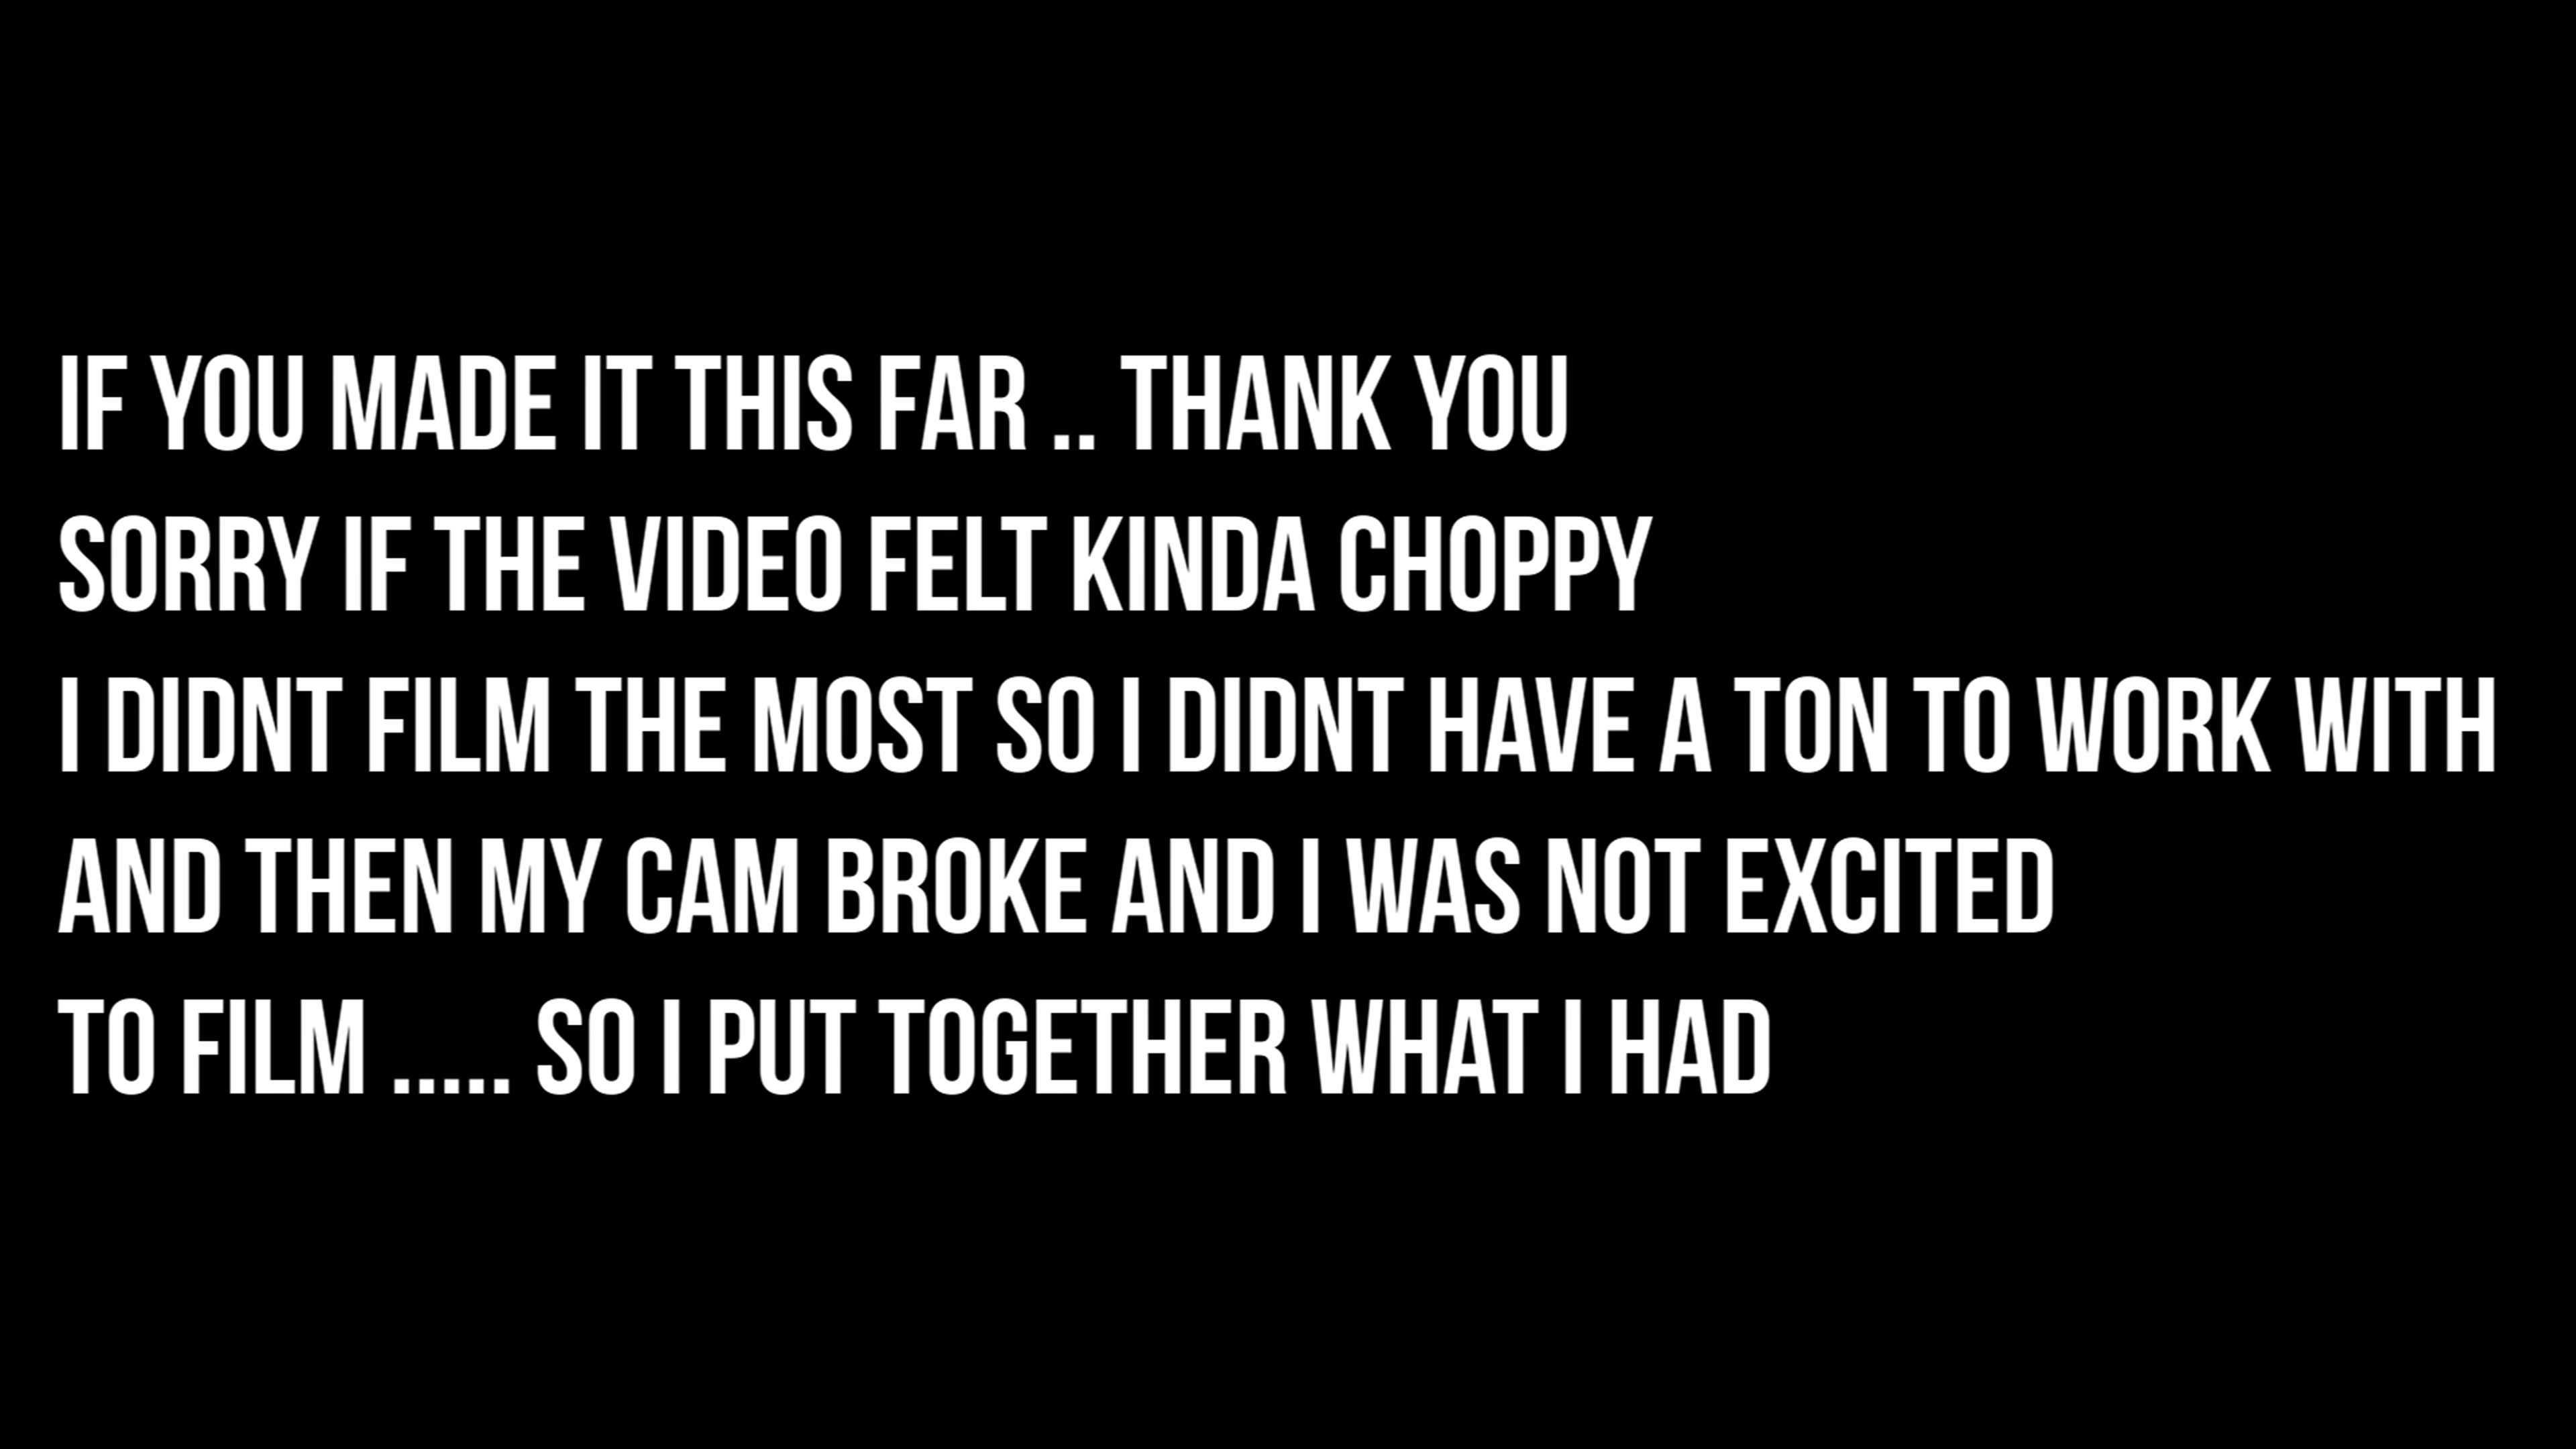 IF YOU MADE IT THIS FAR .. THANK YOU
SORRY IF THE VIDEO FELT KINDA CHOPPY
I DIDNT FILM THE MOST SO I DIDNT HAVE A TON TO WORK WITH
AND THEN MY CAM BROKE AND I WAS NOT EXCITED
TO FILM ..... SO I PUT TOGETHER WHAT I HAD